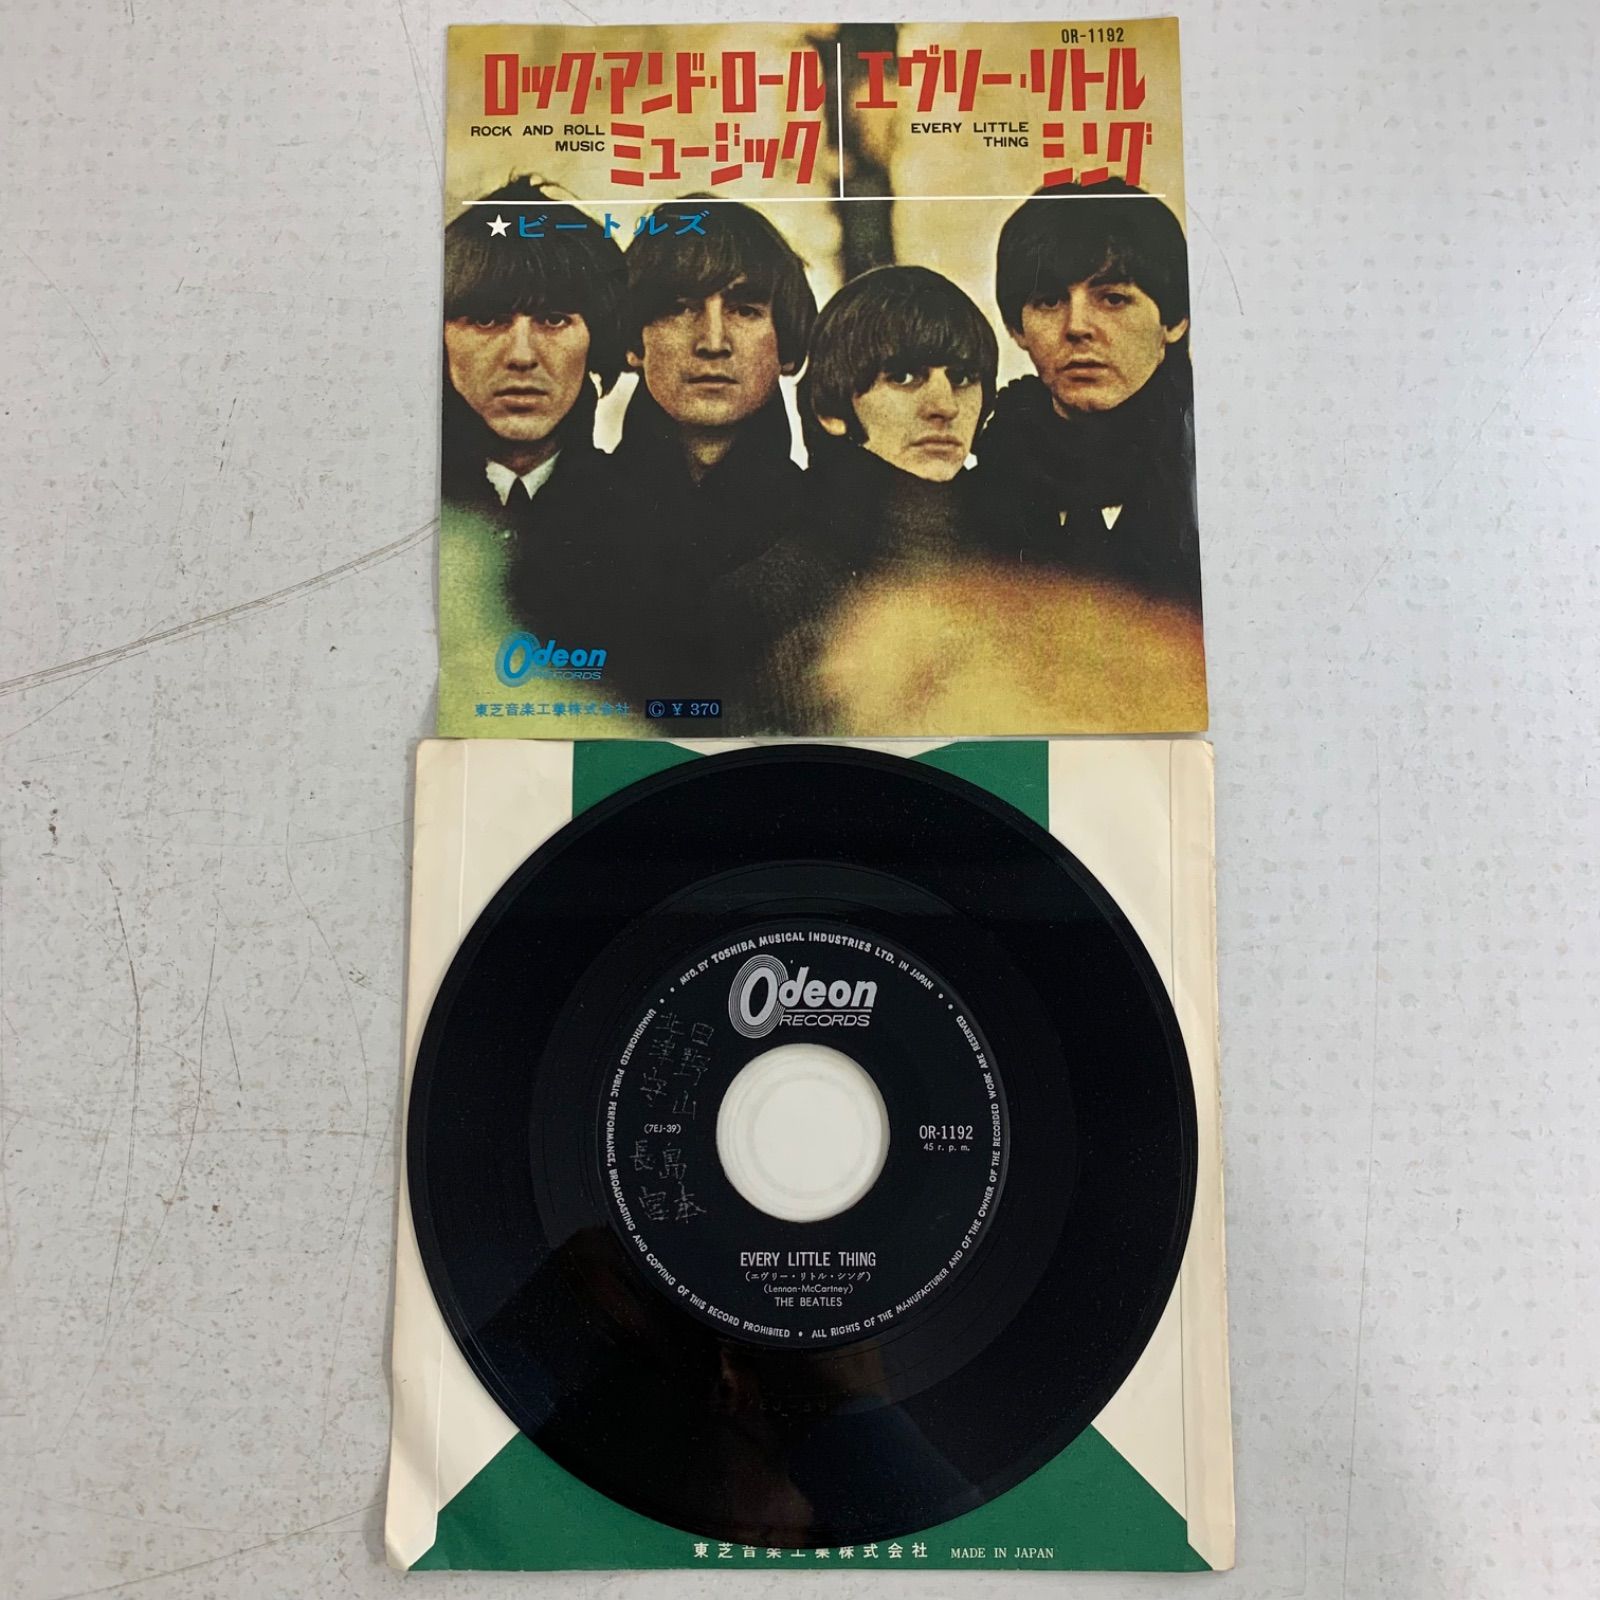 OR-1192
ロック・アンド・ロール
ROCK AND ROLL
MUSIC
ミュージック
エヴリー・リトル
EVERY LITTLE
THING
シング
★ビートルズ
Odeon
RECORDS
東芝音楽工業株式会社 Ⓖ ¥ 370
MFD. BY TOSHIBA MUSICAL INDUSTRIES LTD. IN JAPAN
Odeon
RECORDS
(7EJ-39)
OR-1192
45 r. p. m.
EVERY LITTLE THING
(エヴリー・リトル・シング)
(Lennon-McCartney)
THE BEATLES
UNAUTHORIZED PUBLIC PERFORMANCE, BROADCASTING AND COPYING OF THIS RECORD PROHIBITED • ALL RIGHTS OF THE MANUFACTURER AND OF THE OWNER OF THE RECORDED WORK ARE RESERVED
長島
宮本
東芝音楽工業株式会社 MADE IN JAPAN